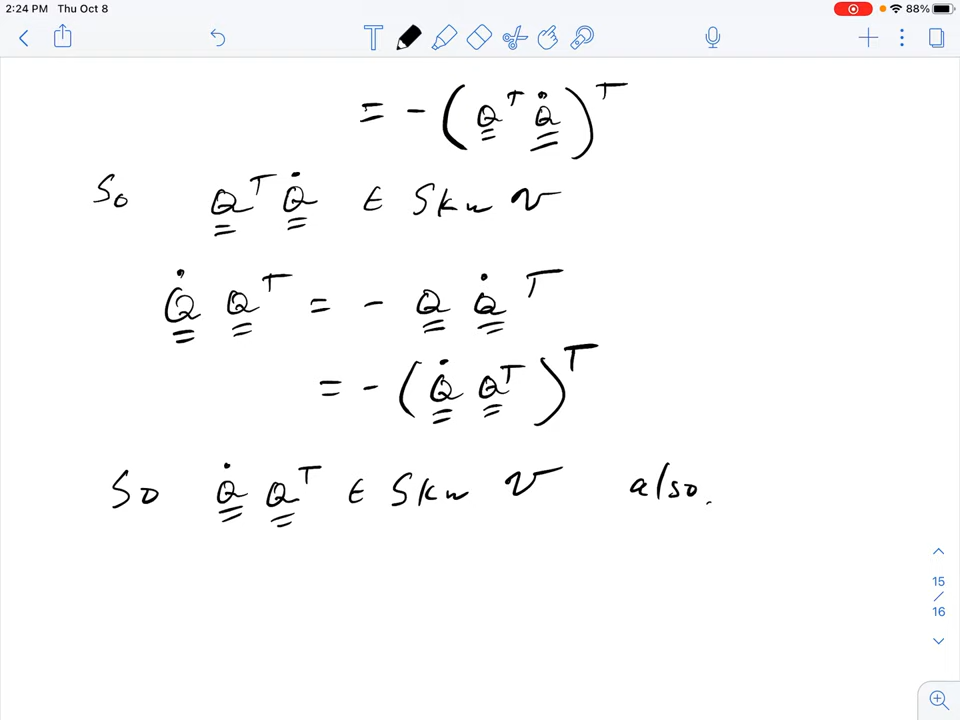 2:24 PM Thu Oct 8 88%
T
= - (Q̳ᵀ Q̳̇)ᵀ
So Q̳ᵀ Q̳̇ ∈ Skw 𝒱
Q̳̇ Q̳ᵀ = - Q̳ Q̳̇ᵀ
= - (Q̳̇ Q̳ᵀ)ᵀ
So Q̳̇ Q̳ᵀ ∈ Skw 𝒱 also.
15
/
16